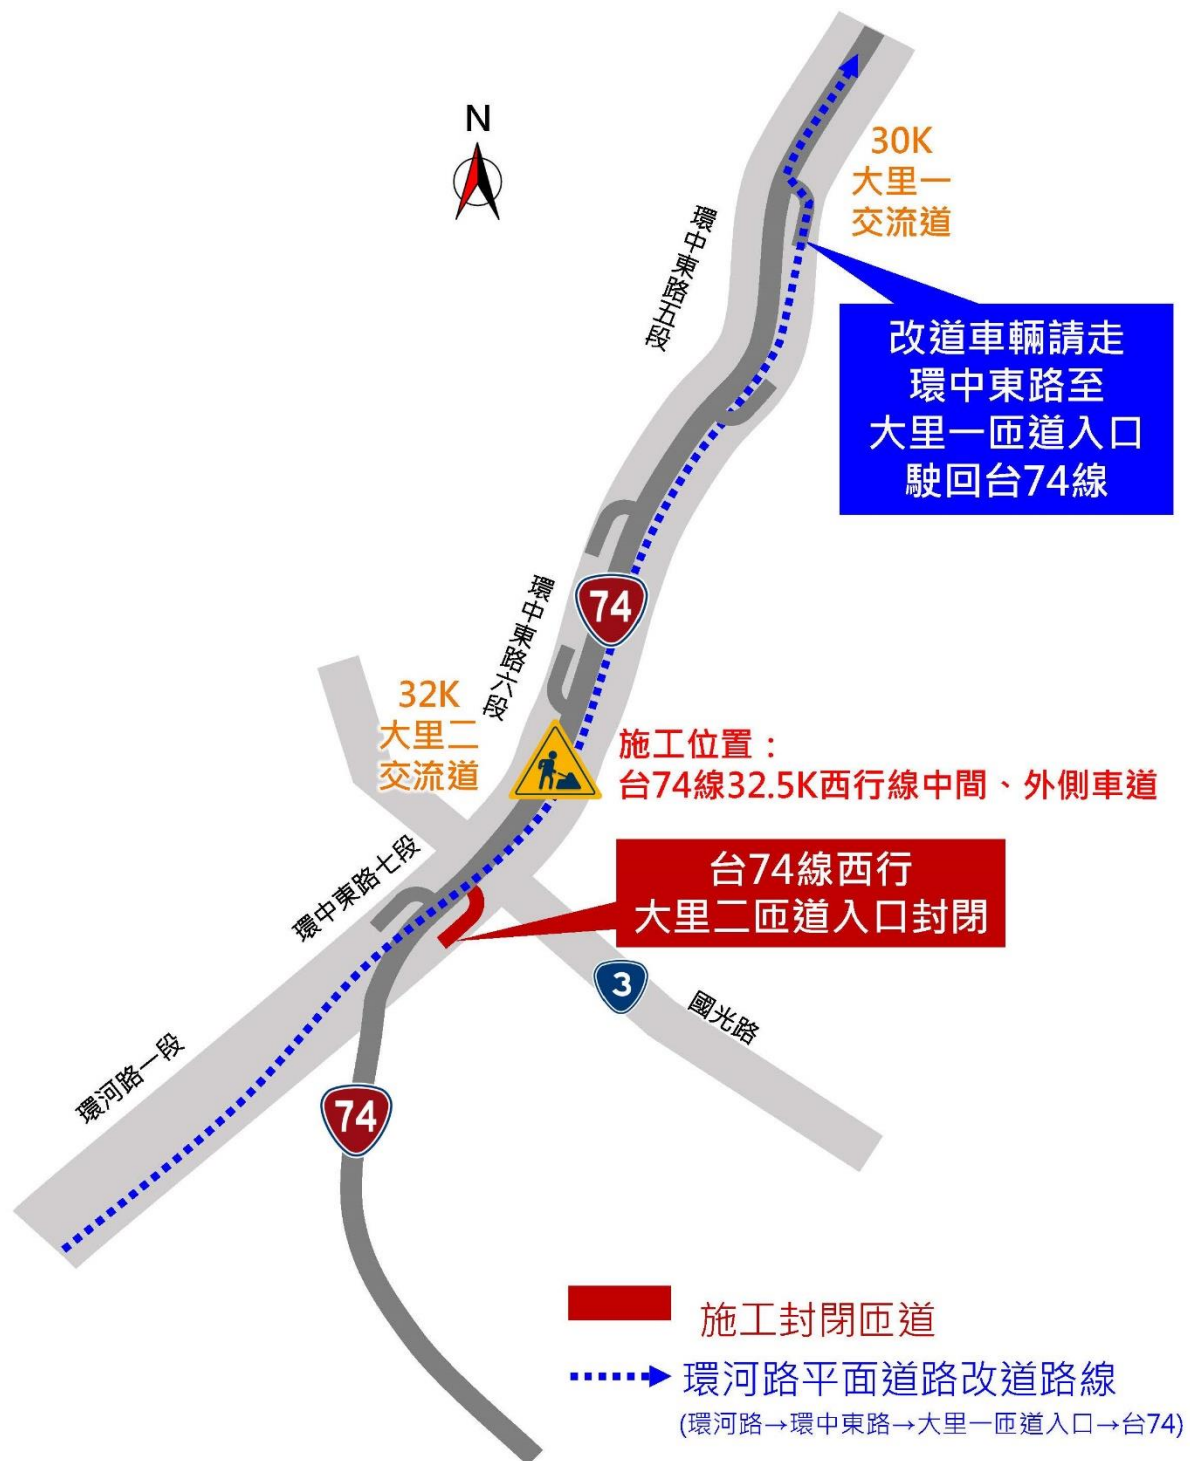 N
30K
大里一
交流道
環中東路五段
改道車輛請走
環中東路至
大里一匝道入口
駛回台74線
環中東路六段
74
32K
大里二
交流道
施工位置：
台74線32.5K西行線中間、外側車道
環中東路七段
台74線西行
大里二匝道入口封閉
3
國光路
環河路一段
74
施工封閉匝道
環河路平面道路改道路線
(環河路→環中東路→大里一匝道入口→台74)